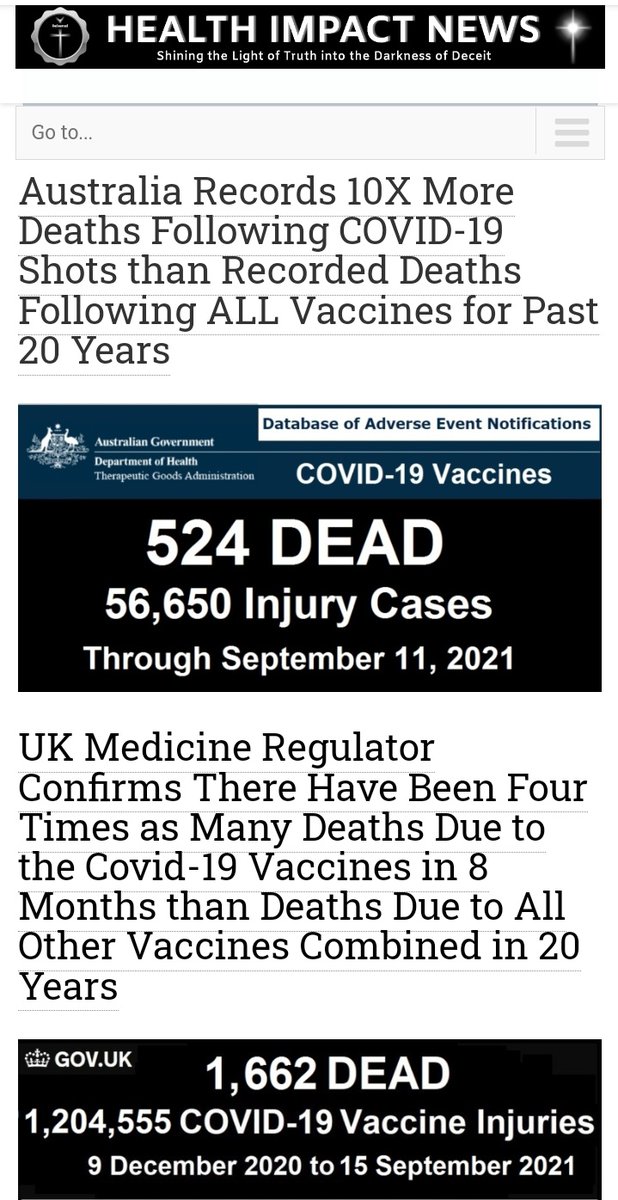 HEALTH IMPACT NEWS
Shining the Light of Truth into the Darkness of Deceit
Go to...
Australia Records 10X More
Deaths Following COVID-19
Shots than Recorded Deaths
Following ALL Vaccines for Past
20 Years
Database of Adverse Event Notifications
Australian Government
Department of Health
Therapeutic Goods Administration
COVID-19 Vaccines
524 DEAD
56,650 Injury Cases
Through September 11, 2021
UK Medicine Regulator
Confirms There Have Been Four
Times as Many Deaths Due to
the Covid-19 Vaccines in 8
Months than Deaths Due to All
Other Vaccines Combined in 20
Years
GOV.UK
1,662 DEAD
1,204,555 COVID-19 Vaccine Injuries
9 December 2020 to 15 September 2021